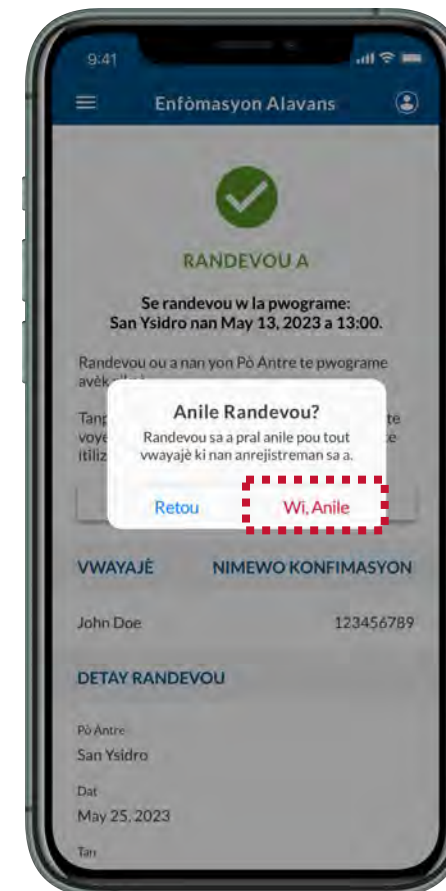 9:41
Enfòmasyon Alavans
RANDEVOU A
Se randevou w la pwograme:
San Ysidro nan May 13, 2023 a 13:00.
Randevou ou a nan yon Pò Antre te pwograme
avèk
Anile Randevou?
Randevou sa a pral anile pou tout
vwayajè ki nan anrejistreman sa a.
Retou Wi, Anile
VWAYAJÈ NIMEWO KONFIMASYON
John Doe 123456789
DETAY RANDEVOU
Pò Antre
San Ysidro
Dat
May 25, 2023
Tan